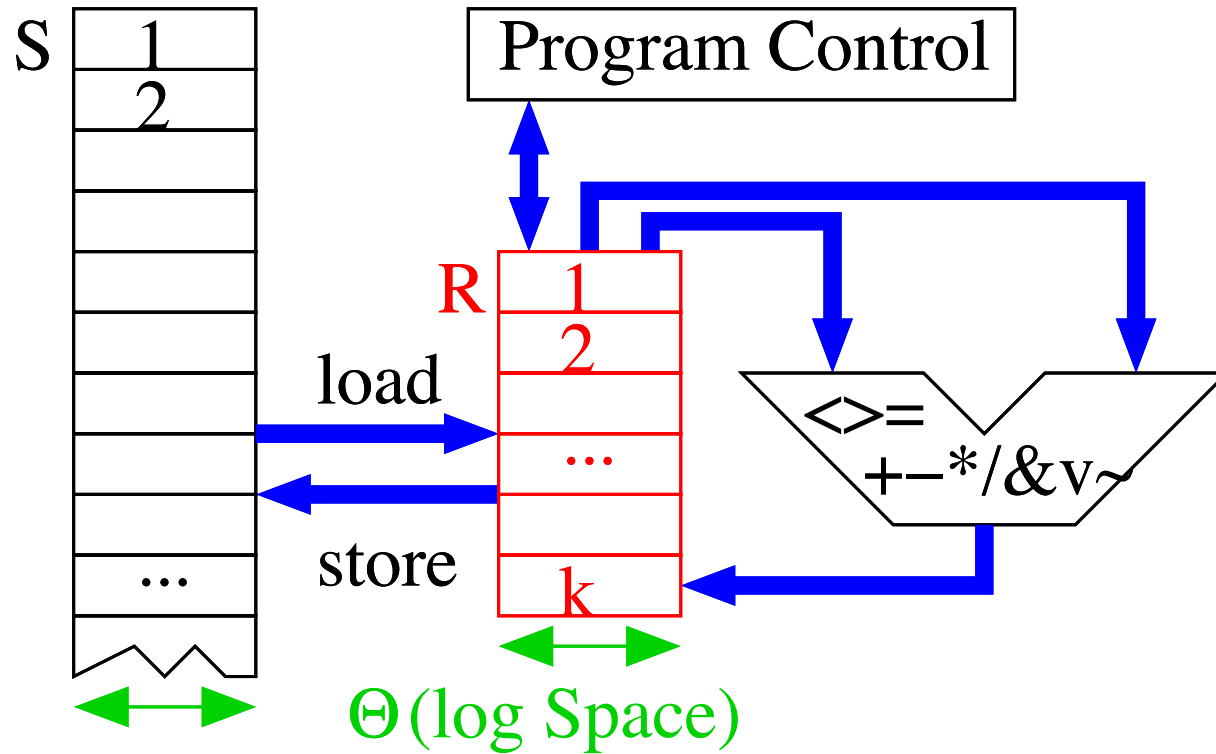 S
1
2
...
Program Control
R
1
2
...
k
load
store
<>=
+−*/&v~
Θ(log Space)